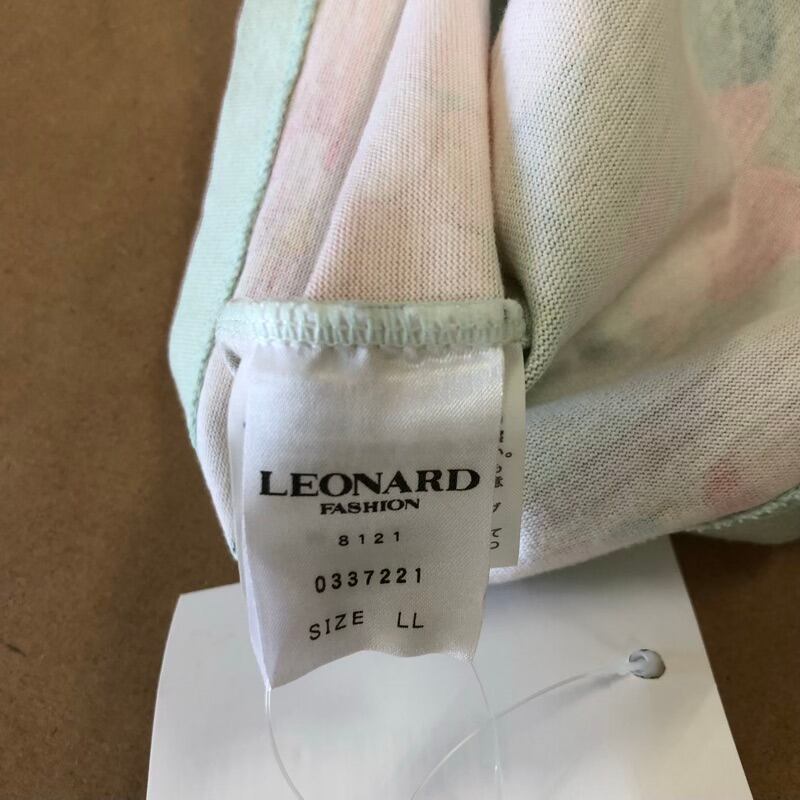 LEONARD
FASHION
8121
0337221
SIZE LL